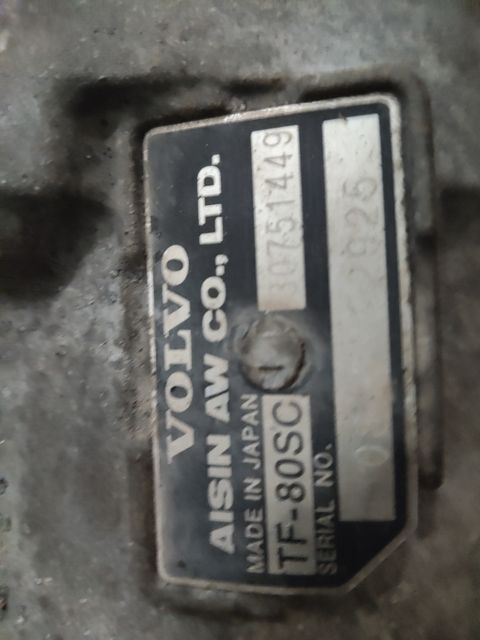 VOLVO
AISIN AW CO., LTD.
MADE IN JAPAN
TF-80SC 30751449
SERIAL NO.